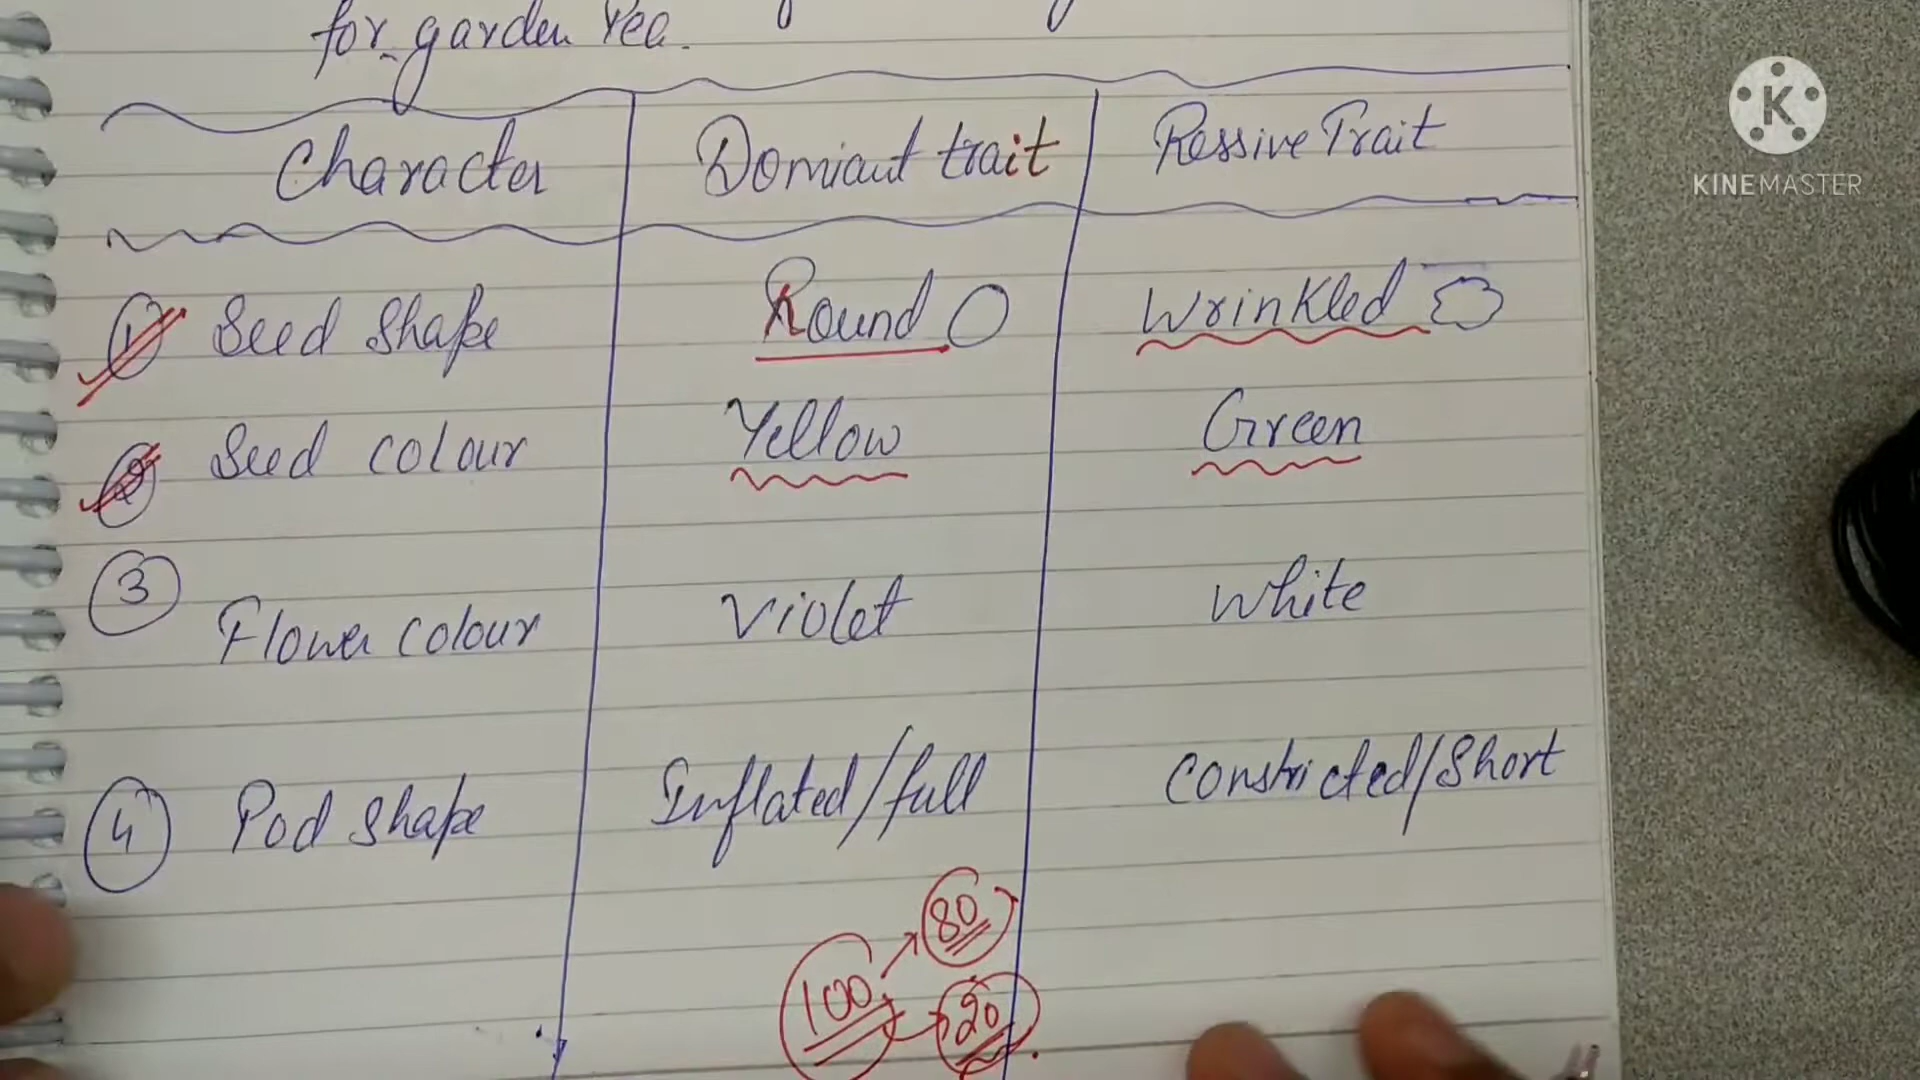 for garden Pea.
Character Domiant trait Ressive Trait
① Seed Shape Round Wrinkled
② Seed colour Yellow Green
③ Flower colour Violet White
④ Pod shape Inflated/full Constricted/Short
80
100
20
K
KINEMASTER